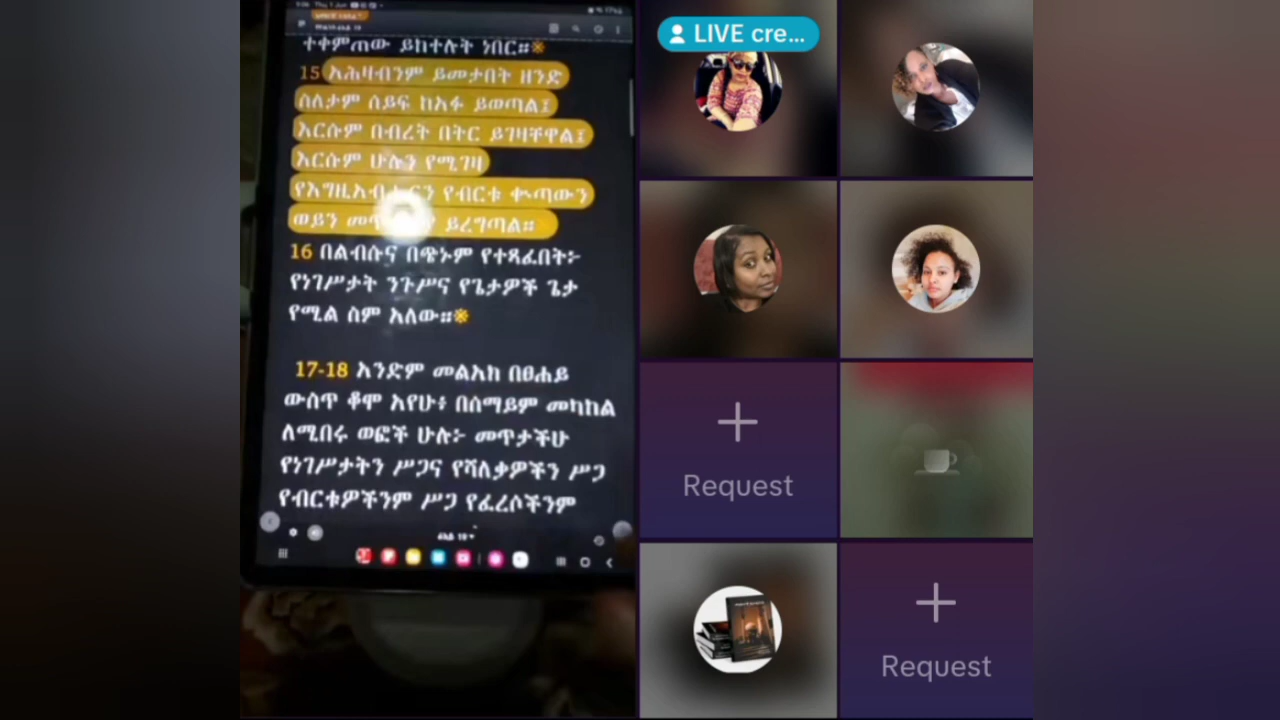 ተቀምጠው ይከተሉት ነበር።※
15 አሕዛብንም ይመታበት ዘንድ
ስለታም ሰይፍ ከአፉ ይወጣል፤
እርሱም በብረት በትር ይገዛቸዋል፤
እርሱም ሁሉን የሚገዛ
የብርቱ ቍጣውን
ወይን ይረግጣል።
16 በልብሱና በጭኑም የተጻፈበት፦
የነገሥታት ንጉሥና የጌታዎች ጌታ
የሚል ስም አለው።※
17-18 አንድም መልአክ በፀሐይ
ውስጥ ቆሞ አየሁ፥ በሰማይም መካከል
ለሚበሩ ወፎች ሁሉ፦ መጥታችሁ
የነገሥታትን ሥጋና የሻለቃዎችን ሥጋ
የብርቱዎችንም ሥጋ የፈረሶችንም
LIVE cre...
Request
Request